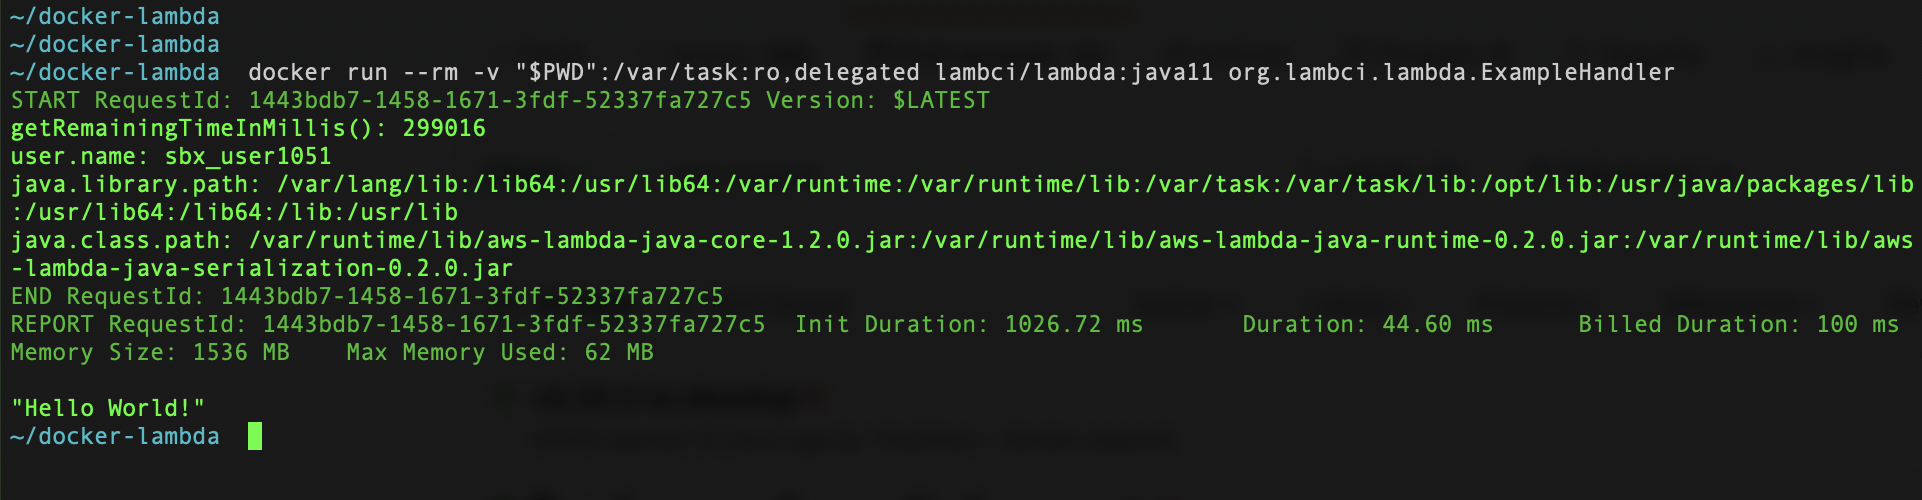 ~/docker-lambda
~/docker-lambda
~/docker-lambda  docker run --rm -v "$PWD":/var/task:ro,delegated lambci/lambda:java11 org.lambci.lambda.ExampleHandler
START RequestId: 1443bdb7-1458-1671-3fdf-52337fa727c5 Version: $LATEST
getRemainingTimeInMillis(): 299016
user.name: sbx_user1051
java.library.path: /var/lang/lib:/lib64:/usr/lib64:/var/runtime:/var/runtime/lib:/var/task:/var/task/lib:/opt/lib:/usr/java/packages/lib
:/usr/lib64:/lib64:/lib:/usr/lib
java.class.path: /var/runtime/lib/aws-lambda-java-core-1.2.0.jar:/var/runtime/lib/aws-lambda-java-runtime-0.2.0.jar:/var/runtime/lib/aws
-lambda-java-serialization-0.2.0.jar
END RequestId: 1443bdb7-1458-1671-3fdf-52337fa727c5
REPORT RequestId: 1443bdb7-1458-1671-3fdf-52337fa727c5  Init Duration: 1026.72 ms       Duration: 44.60 ms      Billed Duration: 100 ms
Memory Size: 1536 MB    Max Memory Used: 62 MB
"Hello World!"
~/docker-lambda